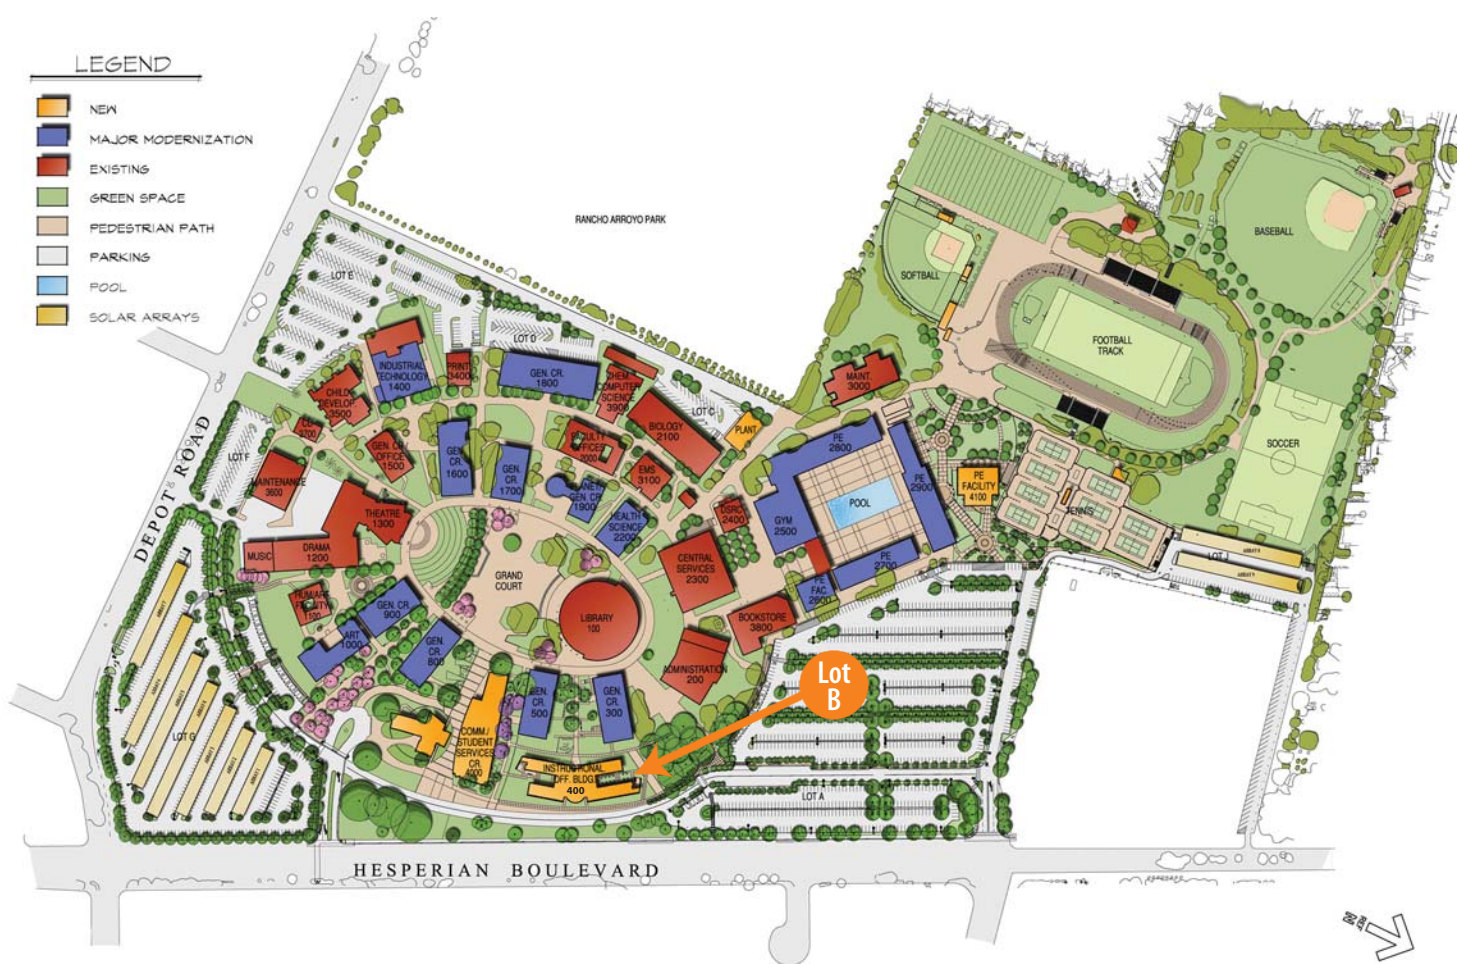 LEGEND
NEW
MAJOR MODERNIZATION
EXISTING
GREEN SPACE
PEDESTRIAN PATH
PARKING
POOL
SOLAR ARRAYS
RANCHO ARROYO PARK
BASEBALL
SOFTBALL
FOOTBALL
TRACK
SOCCER
TENNIS
LOT E
LOT D
LOT C
LOT F
LOT G
LOT A
LOT J
DEPOT ROAD
INDUSTRIAL
TECHNOLOGY
1400
PRINT
3400
GEN. CR.
1800
CHEM.
COMPUTER
SCIENCE
3900
BIOLOGY
2100
PLANT
MAINT.
3000
CHILD
DEVELOP.
3500
GEN. CR.
OFFICE
1500
GEN.
CR.
1600
GEN.
CR.
1700
FACULTY
OFFICES
2000
EMS
3100
GEN. CR.
1900
HEALTH
SCIENCE
2200
DSRC
2400
PE
2800
PE
2900
POOL
GYM
2500
PE
2700
PE
FAC.
2600
PE
FACILITY
4100
MAINTENANCE
3600
THEATRE
1300
MUSIC
DRAMA
1200
GRAND
COURT
CENTRAL
SERVICES
2300
LIBRARY
100
BOOKSTORE
3800
ADMINISTRATION
200
GEN. CR.
900
ART
1000
GEN.
CR.
800
GEN.
CR.
500
GEN.
CR.
300
COMM./
STUDENT
SERVICES
CR.
4000
INSTRUCTIONAL
OFF. BLDG.
400
Lot
B
HESPERIAN BOULEVARD